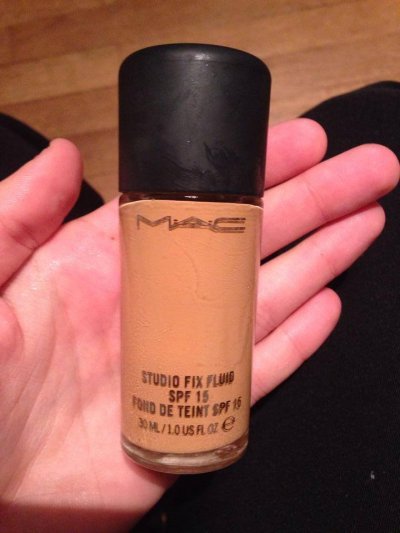 MAC
STUDIO FIX FLUID
SPF 15
FOND DE TEINT SPF 15
30 ML / 1.0 US FL OZ ℮